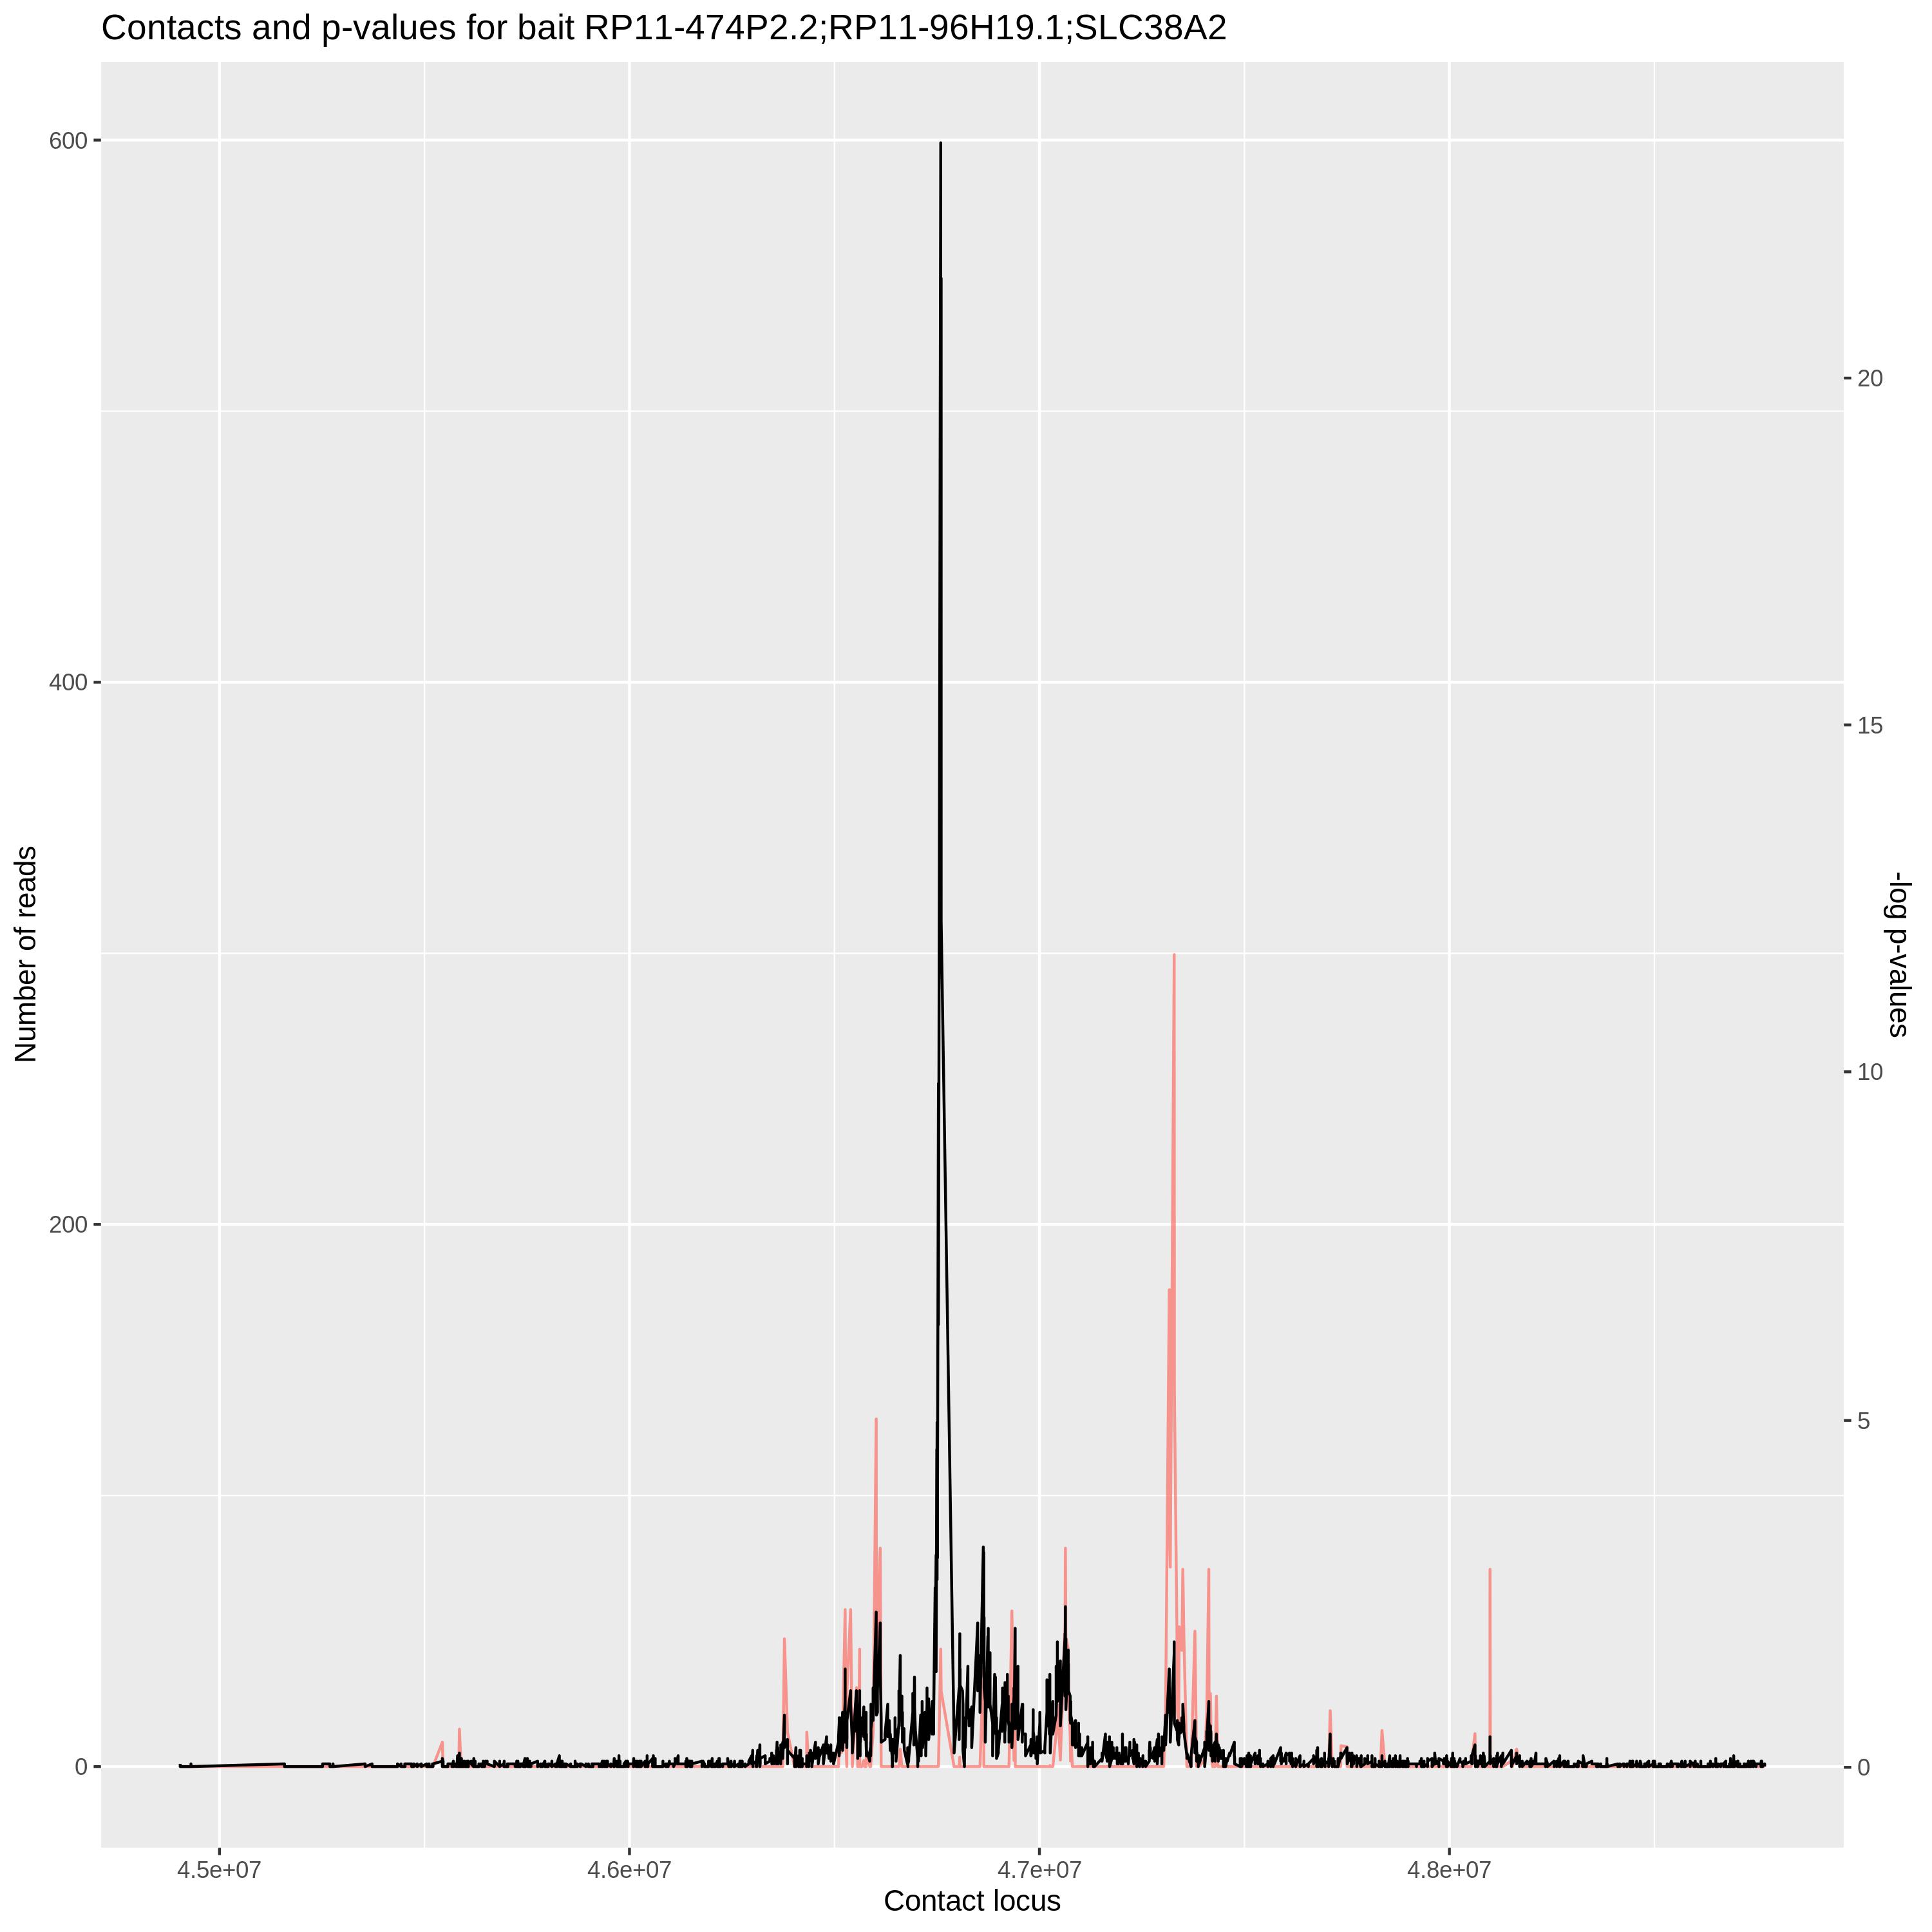 Contacts and p-values for bait RP11-474P2.2;RP11-96H19.1;SLC38A2
600
400
200
0
Number of reads
20
15
10
5
0
-log p-values
4.5e+07
4.6e+07
4.7e+07
4.8e+07
Contact locus